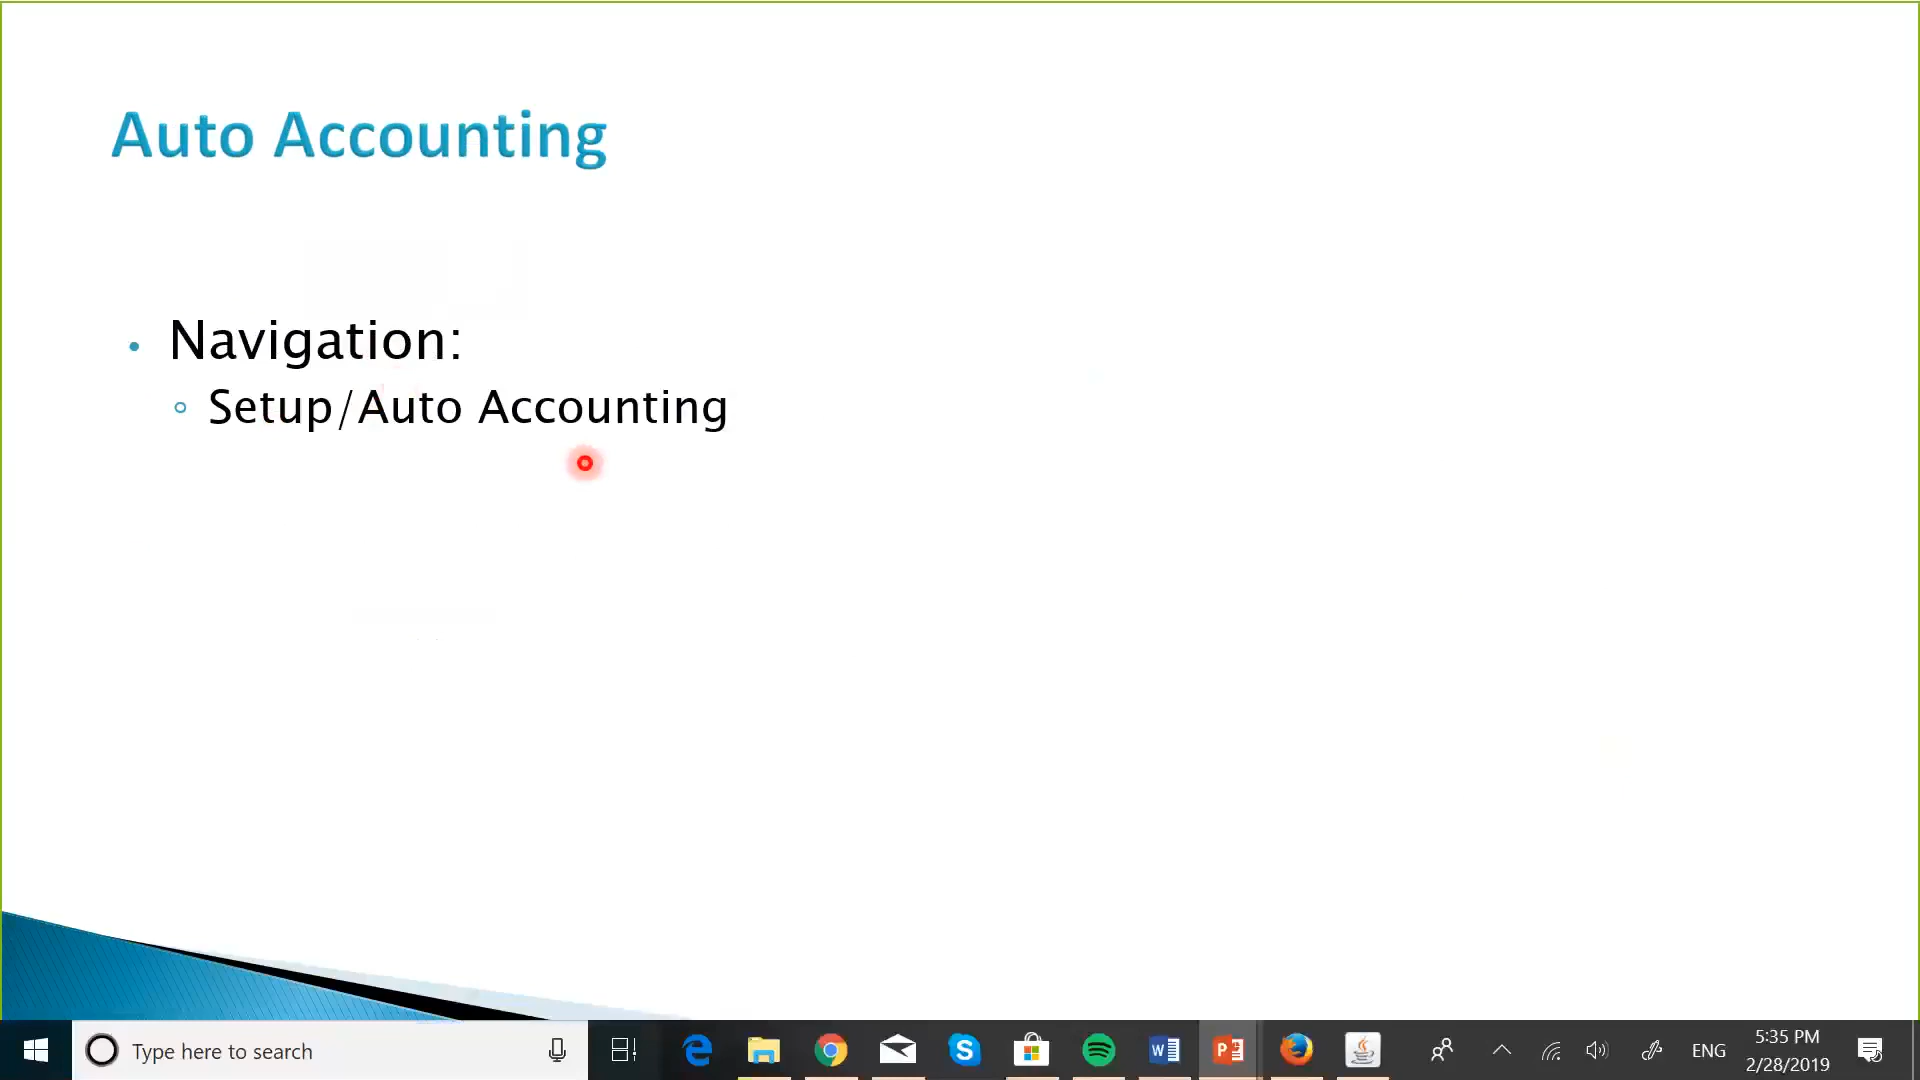 Auto Accounting
• Navigation:
Setup/Auto Accounting
Type here to search
ENG
5:35 PM
2/28/2019